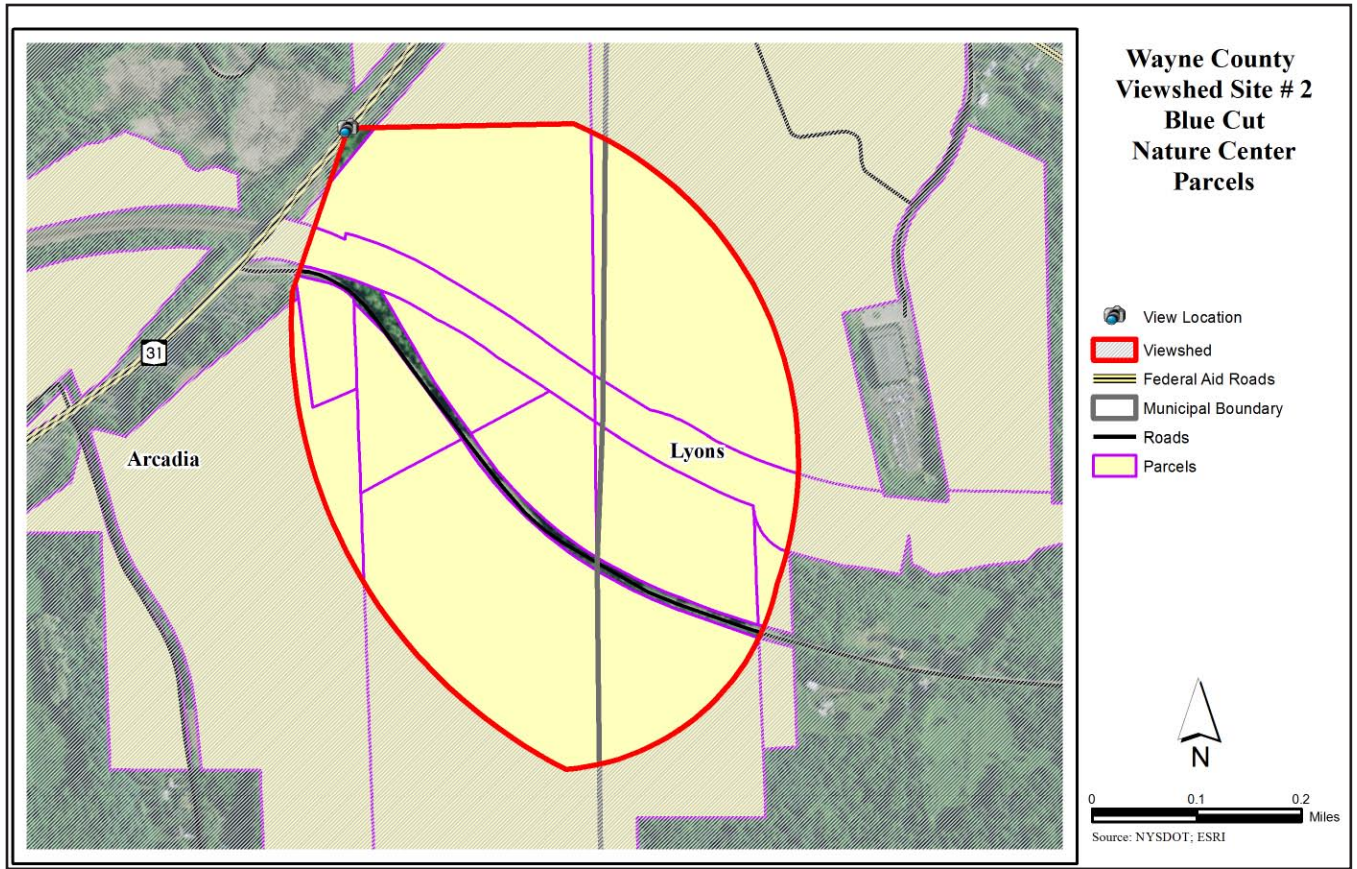 Wayne County
Viewshed Site # 2
Blue Cut
Nature Center
Parcels
View Location
Viewshed
Federal Aid Roads
Municipal Boundary
Roads
Parcels
31
Arcadia
Lyons
N
0 0.1 0.2
Miles
Source: NYSDOT; ESRI